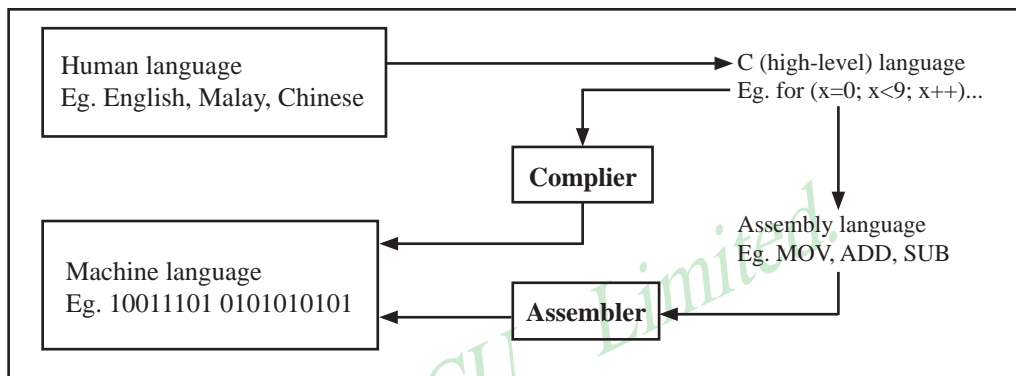 Human language
Eg. English, Malay, Chinese
C (high-level) language
Eg. for (x=0; x<9; x++)...
Complier
Assembly language
Eg. MOV, ADD, SUB
Machine language
Eg. 10011101 0101010101
Assembler
Limited.